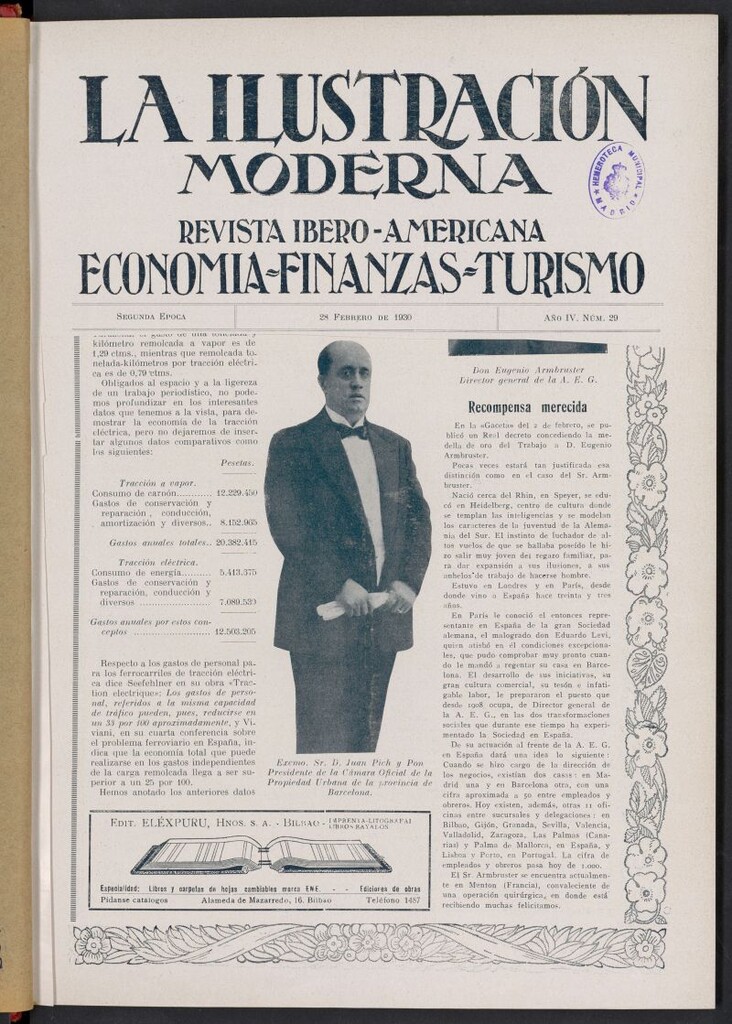 LA ILUSTRACIÓN
MODERNA
HEMEROTECA MUNICIPAL
MADRID
REVISTA IBERO-AMERICANA
ECONOMIA-FINANZAS-TURISMO
SEGUNDA EPOCA
28 FEBRERO DE 1930
AÑO IV. NÚM. 29
kilómetro remolcada a vapor es de
1,29 ctms., mientras que remolcada to-
nelada-kilómetros por tracción eléctri-
ca es de 0,79 ctms.
Obligados al espacio y a la ligereza
de un trabajo periodístico, no pode-
mos profundizar en los interesantes
datos que tenemos a la vista, para de-
mostrar la economía de la tracción
eléctrica, pero no dejaremos de inser-
tar algunos datos comparativos como
los siguientes:
Pesetas.
Tracción a vapor.
Consumo de carnón........... 12.229.450
Gastos de conservación y
reparación, conducción,
amortización y diversos.. 8.152.965
Gastos anuales totales.. 20.382.415
Tracción eléctrica.
Consumo de energía......... 5.413.375
Gastos de conservación y
reparación, conducción y
diversos .................... 7.089.530
Gastos anuales por estos con-
ceptos .................. 12.503.205
Respecto a los gastos de personal pa-
ra los ferrocarriles de tracción eléctri-
ca dice Seefehlner en su obra «Trac-
tion electrique»: Los gastos de perso-
nal, referidos a la misma capacidad
de tráfico pueden, pues, reducirse en
un 35 por 100 aproximadamente, y Vi-
viani, en su cuarta conferencia sobre
el problema ferroviario en España, in-
dica que la economía total que puede
realizarse en los gastos independientes
de la carga remolcada llega a ser su-
perior a un 25 por 100.
Hemos anotado los anteriores datos
Excmo. Sr. D. Juan Pich y Pon
Presidente de la Cámara Oficial de la
Propiedad Urbana de la provincia de
Barcelona.
Don Eugenio Armbruster
Director general de la A. E. G.
Recompensa merecida
En la «Gaceta» del 2 de febrero, se pu-
blicó un Real decreto concediendo la me-
dalla de oro del Trabajo a D. Eugenio
Armbruster.
Pocas veces estará tan justificada esa
distinción como en el caso del Sr. Arm-
bruster.
Nació cerca del Rhin, en Speyer, se edu-
có en Heidelberg, centro de cultura donde
se templan las inteligencias y se modelan
los caracteres de la juventud de la Alema-
nia del Sur. El instinto de luchador de al-
tos vuelos de que se hallaba poseído le hi-
zo salir muy joven del regazo familiar, pa-
ra dar expansión a sus ilusiones, a sus
anhelos de trabajo de hacerse hombre.
Estuvo en Londres y en París, desde
donde vino a España hace treinta y tres
años.
En París le conoció el entonces repre-
sentante en España de la gran Sociedad
alemana, el malogrado don Eduardo Levi,
quien atisbó en él condiciones excepciona-
les, que pudo comprobar muy pronto cuan-
do le mandó a regentar su casa en Barce-
lona. El desarrollo de sus iniciativas, su
gran cultura comercial, su tesón e infati-
gable labor, le prepararon el puesto que
desde 1908 ocupa, de Director general de
la A. E. G., en las dos transformaciones
sociales que durante ese tiempo ha experi-
mentado la Sociedad en España.
De su actuación al frente de la A. E. G.
en España dará una idea lo siguiente:
Cuando se hizo cargo de la dirección de
los negocios, existían dos casas: en Ma-
drid una y en Barcelona otra, con una
cifra aproximada a 50 entre empleados y
obreros. Hoy existen, además, otras 11 ofi-
cinas entre sucursales y delegaciones: en
Bilbao, Gijón, Granada, Sevilla, Valencia,
Valladolid, Zaragoza, Las Palmas (Cana-
rias) y Palma de Mallorca, en España, y
Lisboa y Porto, en Portugal. La cifra de
empleados y obreros pasa hoy de 1.000.
El Sr. Armbruster se encuentra actualmen-
te en Menton (Francia), convaleciente de
una operación quirúrgica, en donde está
recibiendo muchas felicitaciones.
EDIT. ELÉXPURU, HNOS. S. A. - BILBAO - IMPRENTA-LITOGRAFIA
LIBROS RAYADOS
Especialidad: Libros y carpetas de hojas cambiables marca ENE. - - Ediciones de obras
Pídanse catálogos Alameda de Mazarredo, 16. Bilbao Teléfono 1457